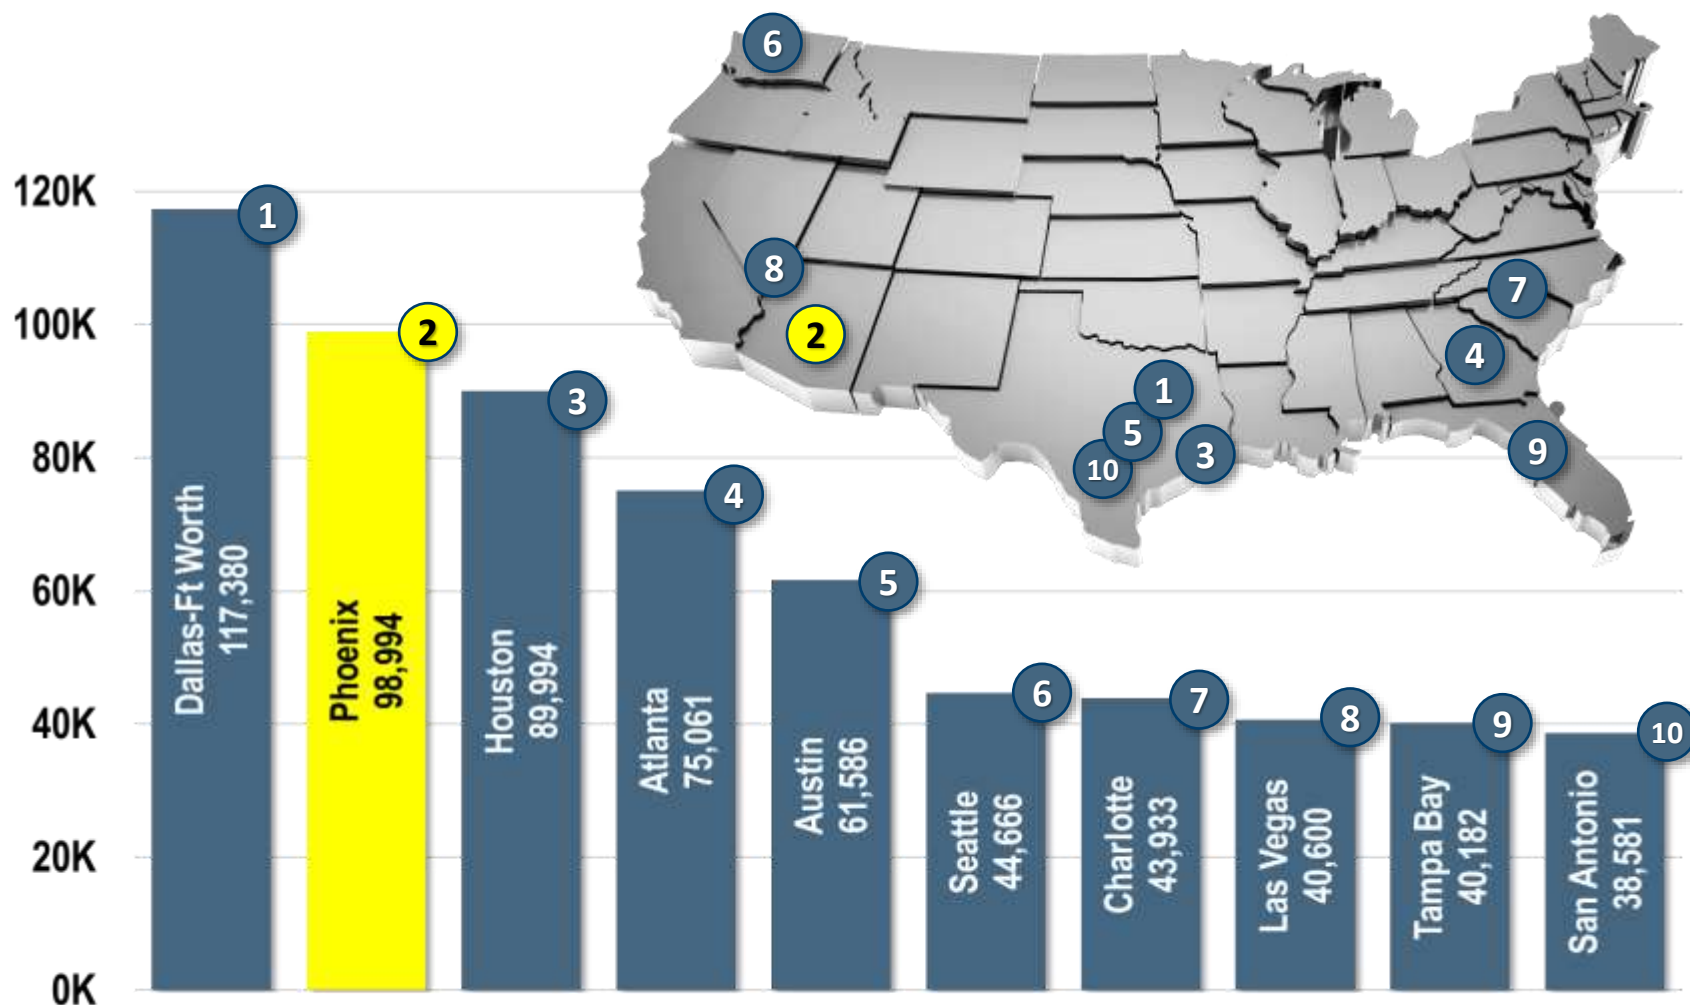 120K
100K
80K
60K
40K
20K
0K
1
Dallas-Ft Worth
117,380
2
Phoenix
98,994
3
Houston
89,994
4
Atlanta
75,061
5
Austin
61,586
6
Seattle
44,666
7
Charlotte
43,933
8
Las Vegas
40,600
9
Tampa Bay
40,182
10
San Antonio
38,581
6
8
2
7
4
1
5
10
3
9